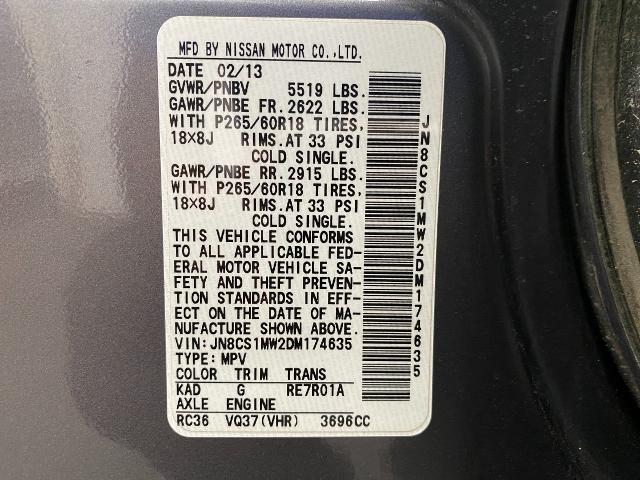 MFD BY NISSAN MOTOR CO.,LTD.
DATE 02/13
GVWR/PNBV 5519 LBS.
GAWR/PNBE FR. 2622 LBS.
WITH P265/60R18 TIRES,
18×8J RIMS.AT 33 PSI
COLD SINGLE.
GAWR/PNBE RR. 2915 LBS.
WITH P265/60R18 TIRES,
18×8J RIMS.AT 33 PSI
COLD SINGLE.
THIS VEHICLE CONFORMS
TO ALL APPLICABLE FED-
ERAL MOTOR VEHICLE SA-
FETY AND THEFT PREVEN-
TION STANDARDS IN EFF-
ECT ON THE DATE OF MA-
NUFACTURE SHOWN ABOVE.
VIN:JN8CS1MW2DM174635
TYPE:MPV
COLOR TRIM TRANS
KAD G RE7R01A
AXLE ENGINE
RC36 VQ37(VHR) 3696CC
JN8CS1MW2DM174635